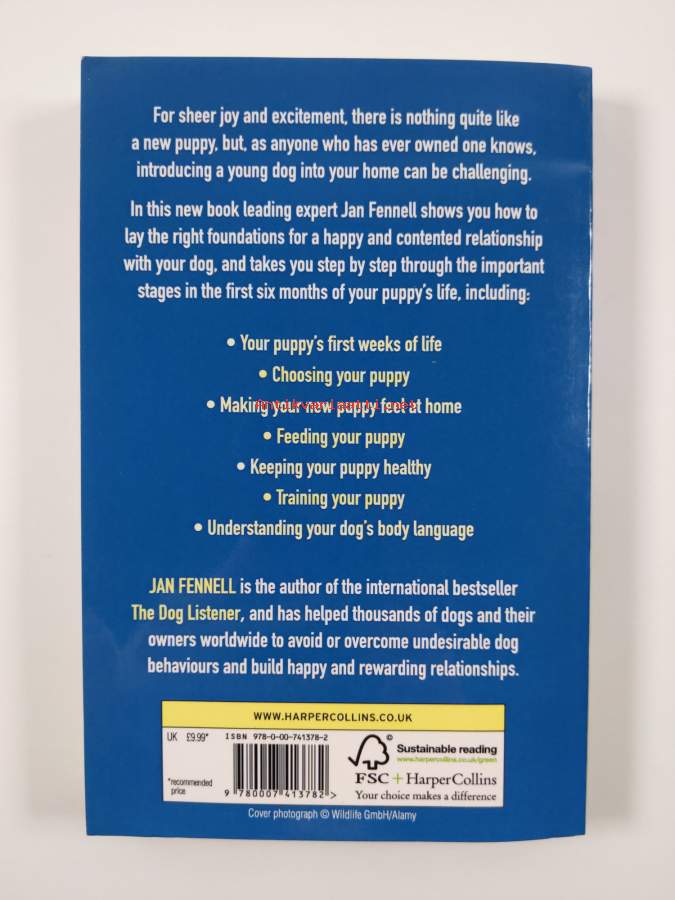 For sheer joy and excitement, there is nothing quite like
a new puppy, but, as anyone who has ever owned one knows,
introducing a young dog into your home can be challenging.
In this new book leading expert Jan Fennell shows you how to
lay the right foundations for a happy and contented relationship
with your dog, and takes you step by step through the important
stages in the first six months of your puppy's life, including:
• Your puppy's first weeks of life
• Choosing your puppy
• Making your new puppy feel at home
• Feeding your puppy
• Keeping your puppy healthy
• Training your puppy
• Understanding your dog's body language
JAN FENNELL is the author of the international bestseller
The Dog Listener, and has helped thousands of dogs and their
owners worldwide to avoid or overcome undesirable dog
behaviours and build happy and rewarding relationships.
WWW.HARPERCOLLINS.CO.UK
UK £9.99*
ISBN 978-0-00-741378-2
*recommended
price
9 780007 413782 >
©
Sustainable reading
www.harpercollins.co.uk/green
FSC + HarperCollins
Your choice makes a difference
Cover photograph © Wildlife GmbH/Alamy